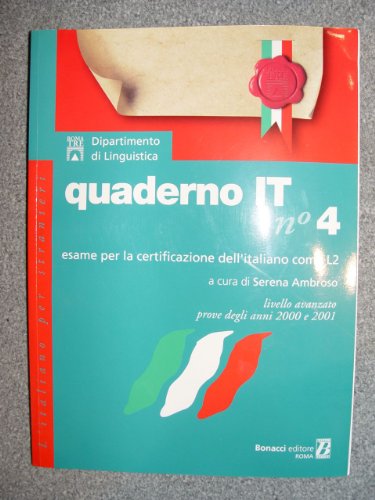 ROMA
TRE
Dipartimento
di Linguistica
quaderno IT
nº 4
esame per la certificazione dell'italiano come L2
a cura di Serena Ambroso
livello avanzato
prove degli anni 2000 e 2001
L'italiano per stranieri
Bonacci editore
ROMA
B